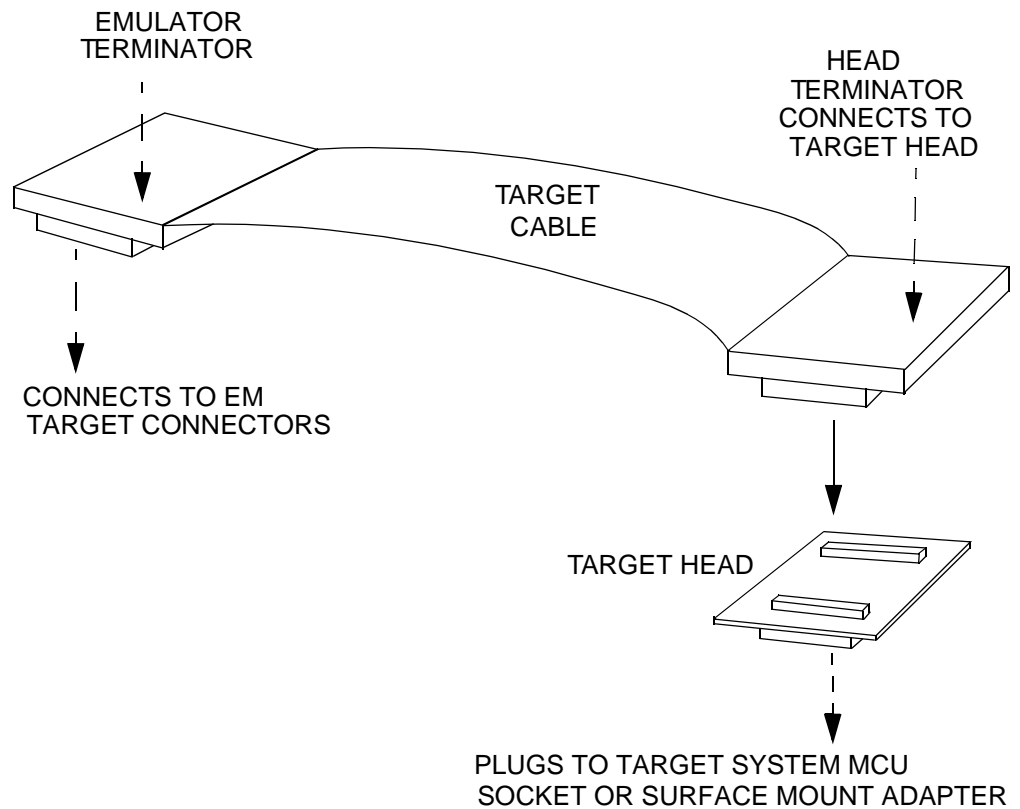 EMULATOR
TERMINATOR
HEAD
TERMINATOR
CONNECTS TO
TARGET HEAD
TARGET
CABLE
CONNECTS TO EM
TARGET CONNECTORS
TARGET HEAD
PLUGS TO TARGET SYSTEM MCU
SOCKET OR SURFACE MOUNT ADAPTER